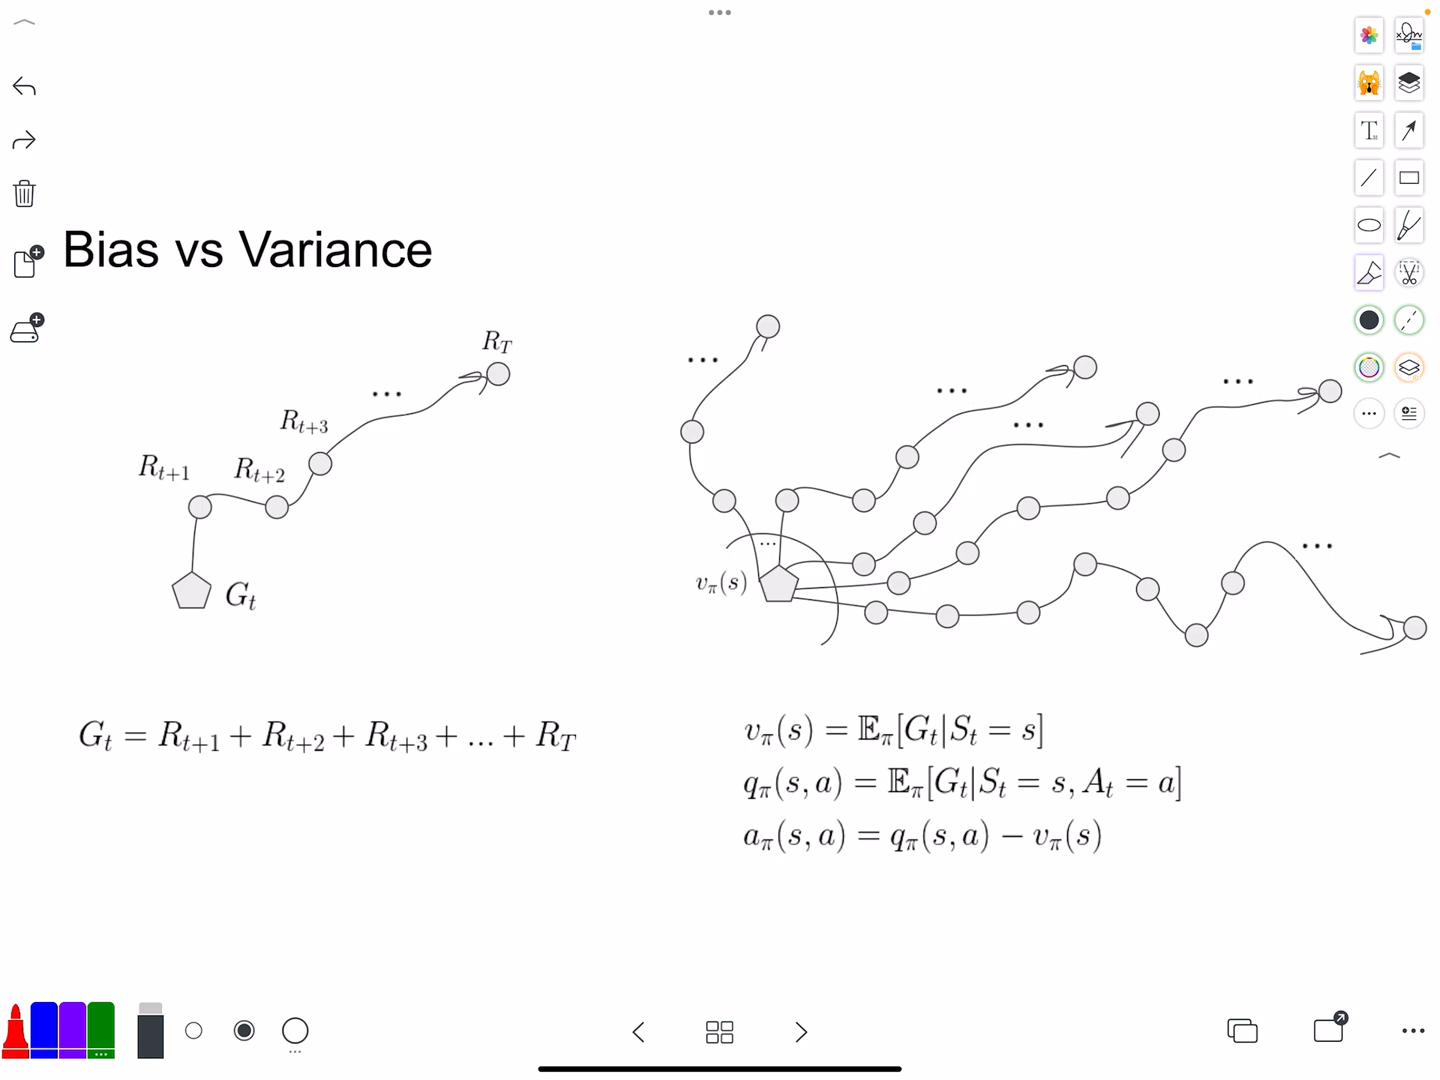 Bias vs Variance
R_T
...
R_{t+3}
R_{t+1}
R_{t+2}
G_t
...
...
...
...
...
...
v_π(s)
G_t = R_{t+1} + R_{t+2} + R_{t+3} + ... + R_T
v_π(s) = 𝔼_π[G_t|S_t = s]
q_π(s, a) = 𝔼_π[G_t|S_t = s, A_t = a]
a_π(s, a) = q_π(s, a) − v_π(s)